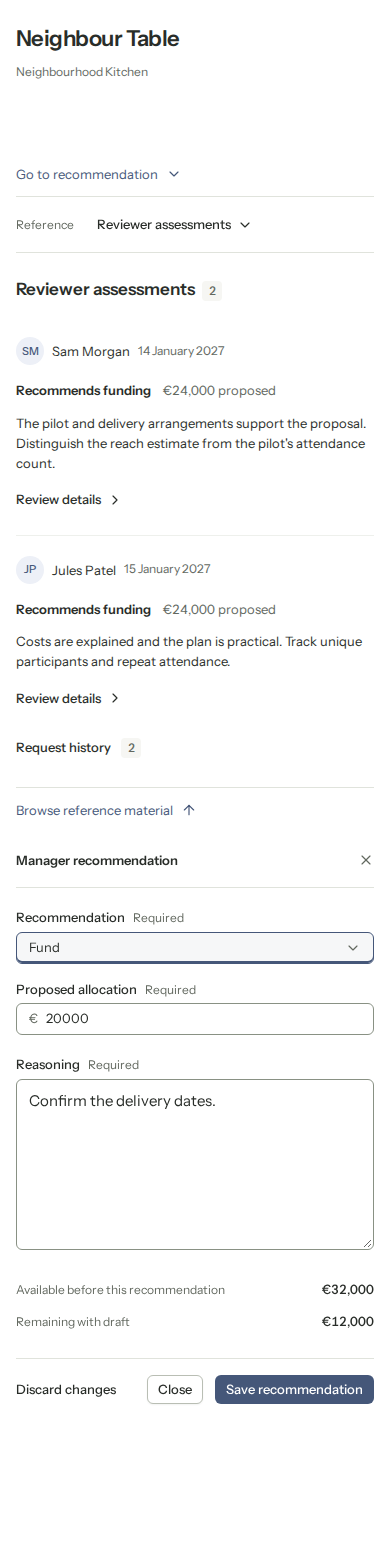 Neighbour Table
Neighbourhood Kitchen
Go to recommendation
Reference Reviewer assessments
Reviewer assessments 2
SM Sam Morgan 14 January 2027
Recommends funding €24,000 proposed
The pilot and delivery arrangements support the proposal.
Distinguish the reach estimate from the pilot's attendance
count.
Review details
JP Jules Patel 15 January 2027
Recommends funding €24,000 proposed
Costs are explained and the plan is practical. Track unique
participants and repeat attendance.
Review details
Request history 2
Browse reference material
Manager recommendation
Recommendation Required
Fund
Proposed allocation Required
€ 20000
Reasoning Required
Confirm the delivery dates.
Available before this recommendation €32,000
Remaining with draft €12,000
Discard changes Close Save recommendation